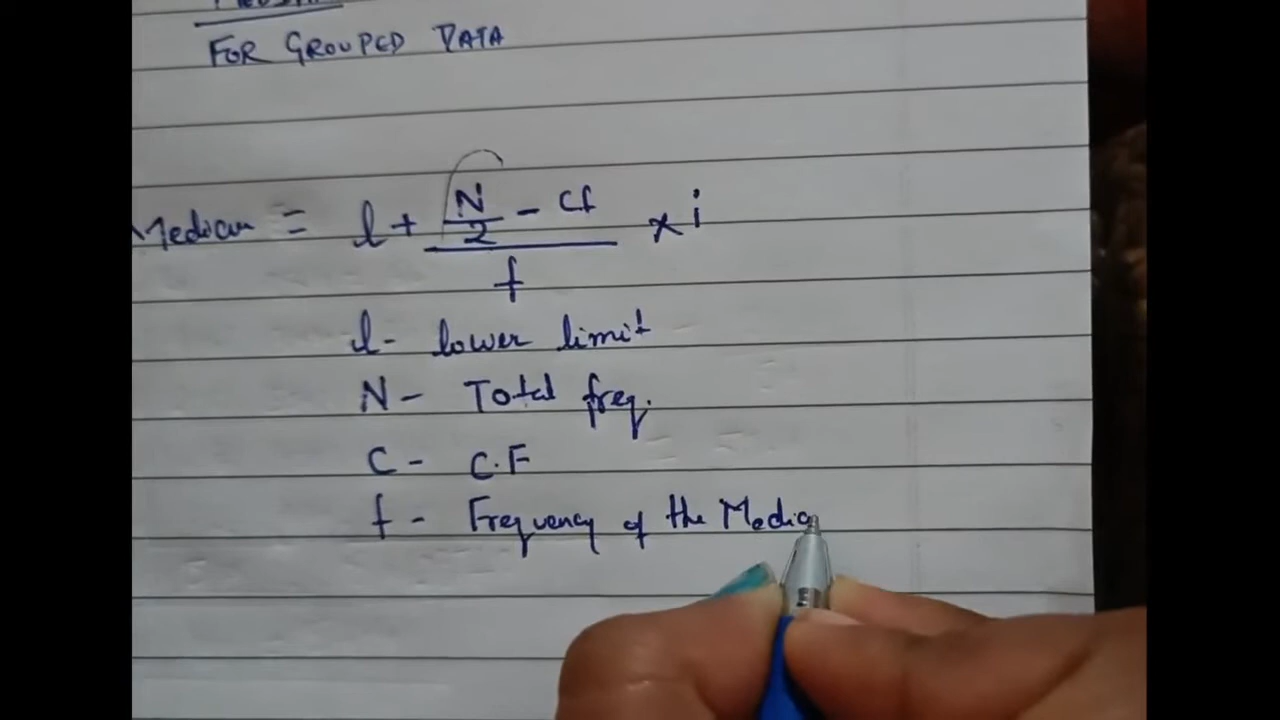 FOR GROUPED DATA
Median = l + N/2 - Cf / f × i
l - lower limit
N - Total freq.
C - C.F
f - Frequency of the Media